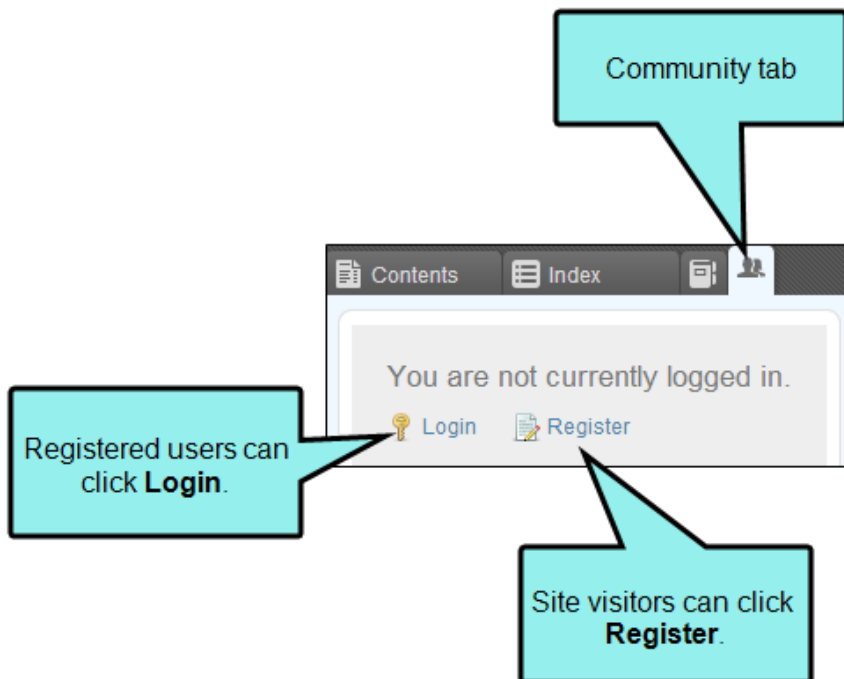 Community tab
Contents
Index
You are not currently logged in.
Login
Register
Registered users can
click Login.
Site visitors can click
Register.